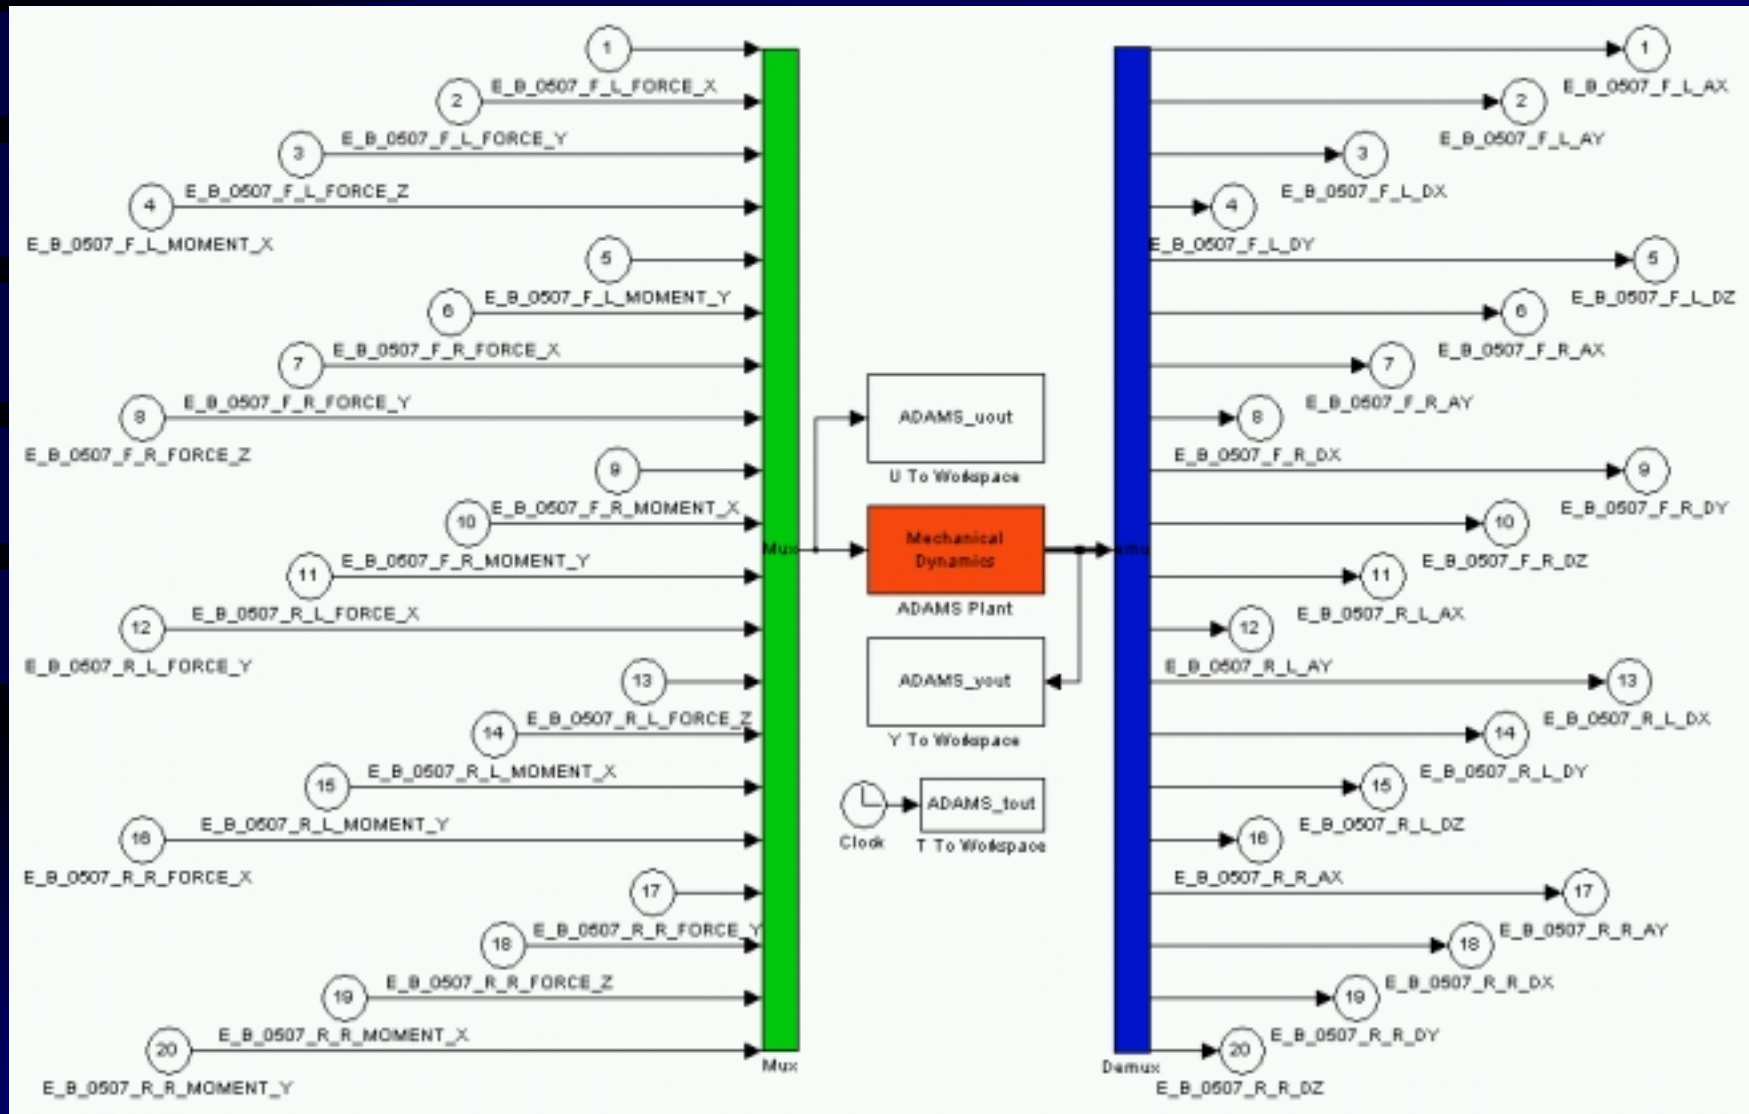 1
E_B_0507_F_L_FORCE_X
2
E_B_0507_F_L_FORCE_Y
3
E_B_0507_F_L_FORCE_Z
4
E_B_0507_F_L_MOMENT_X
5
E_B_0507_F_L_MOMENT_Y
6
E_B_0507_F_R_FORCE_X
7
E_B_0507_F_R_FORCE_Y
8
E_B_0507_F_R_FORCE_Z
9
E_B_0507_F_R_MOMENT_X
10
E_B_0507_F_R_MOMENT_Y
11
E_B_0507_R_L_FORCE_X
12
E_B_0507_R_L_FORCE_Y
13
E_B_0507_R_L_FORCE_Z
14
E_B_0507_R_L_MOMENT_X
15
E_B_0507_R_L_MOMENT_Y
16
E_B_0507_R_R_FORCE_X
17
E_B_0507_R_R_FORCE_Y
18
E_B_0507_R_R_FORCE_Z
19
E_B_0507_R_R_MOMENT_X
20
E_B_0507_R_R_MOMENT_Y
Mux
Mux
ADAMS_uout
U To Workspace
Mechanical
Dynamics
ADAMS Plant
ADAMS_yout
Y To Workspace
ADAMS_tout
Clock
T To Workspace
emu
Demux
1
E_B_0507_F_L_AX
2
E_B_0507_F_L_AY
3
E_B_0507_F_L_DX
4
E_B_0507_F_L_DY
5
E_B_0507_F_L_DZ
6
E_B_0507_F_R_AX
7
E_B_0507_F_R_AY
8
E_B_0507_F_R_DX
9
E_B_0507_F_R_DY
10
E_B_0507_F_R_DZ
11
E_B_0507_R_L_AX
12
E_B_0507_R_L_AY
13
E_B_0507_R_L_DX
14
E_B_0507_R_L_DY
15
E_B_0507_R_L_DZ
16
E_B_0507_R_R_AX
17
E_B_0507_R_R_AY
18
E_B_0507_R_R_DX
19
E_B_0507_R_R_DY
20
E_B_0507_R_R_DZ